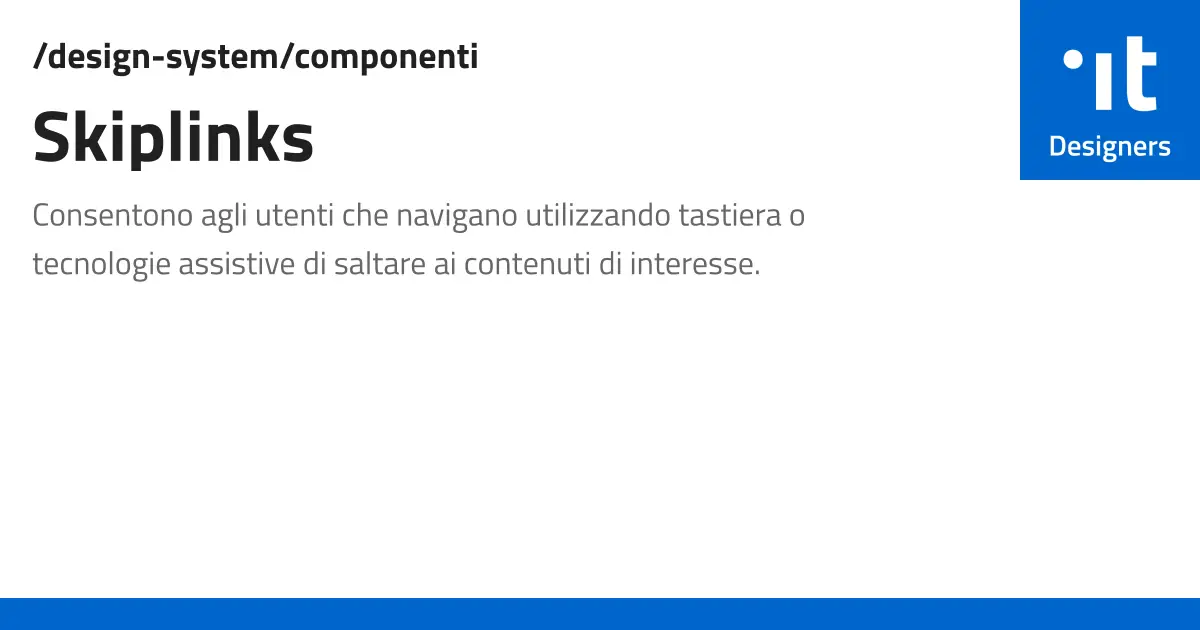 /design-system/componenti
Skiplinks
Consentono agli utenti che navigano utilizzando tastiera o
tecnologie assistive di saltare ai contenuti di interesse.
it
Designers